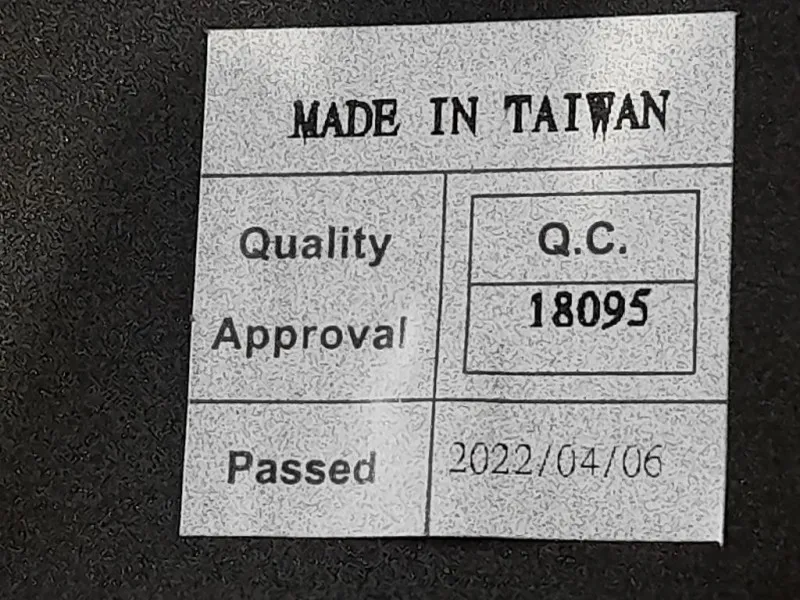 MADE IN TAIWAN
Quality
Approval
Q.C.
18095
Passed
2022/04/06